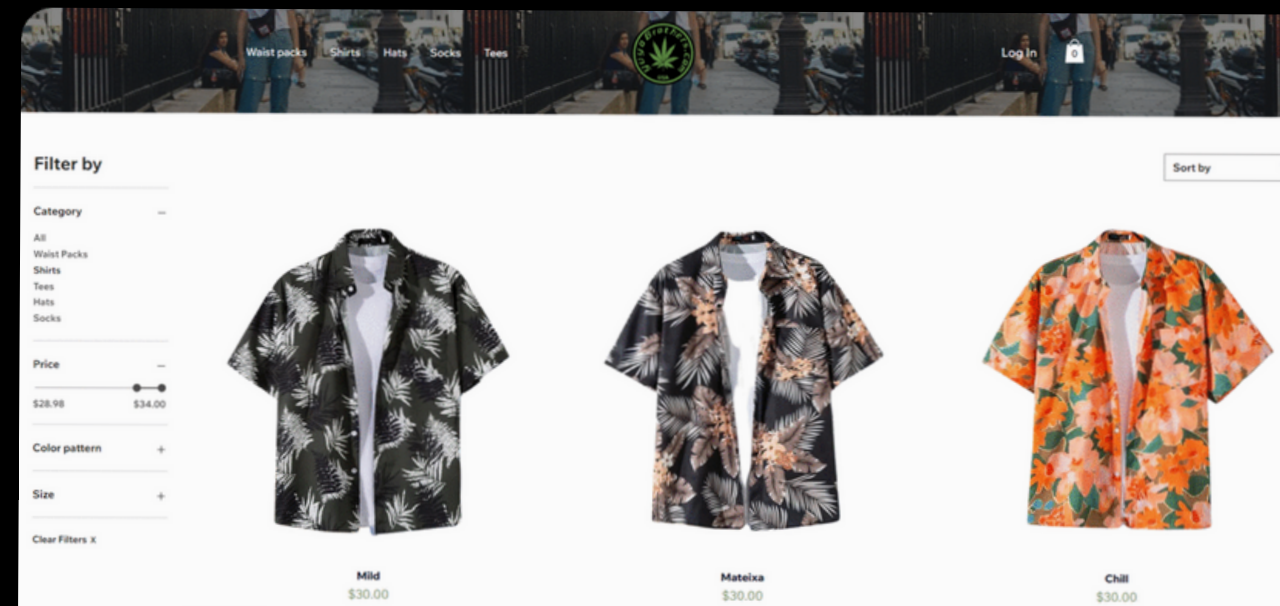 Waist packs Shirts Hats Socks Tees
Log In 0
Filter by
Sort by
Category –
All
Waist Packs
Shirts
Tees
Hats
Socks
Price –
$28.98 $34.00
Color pattern +
Size +
Clear Filters X
Mild
$30.00
Mateixa
$30.00
Chill
$30.00